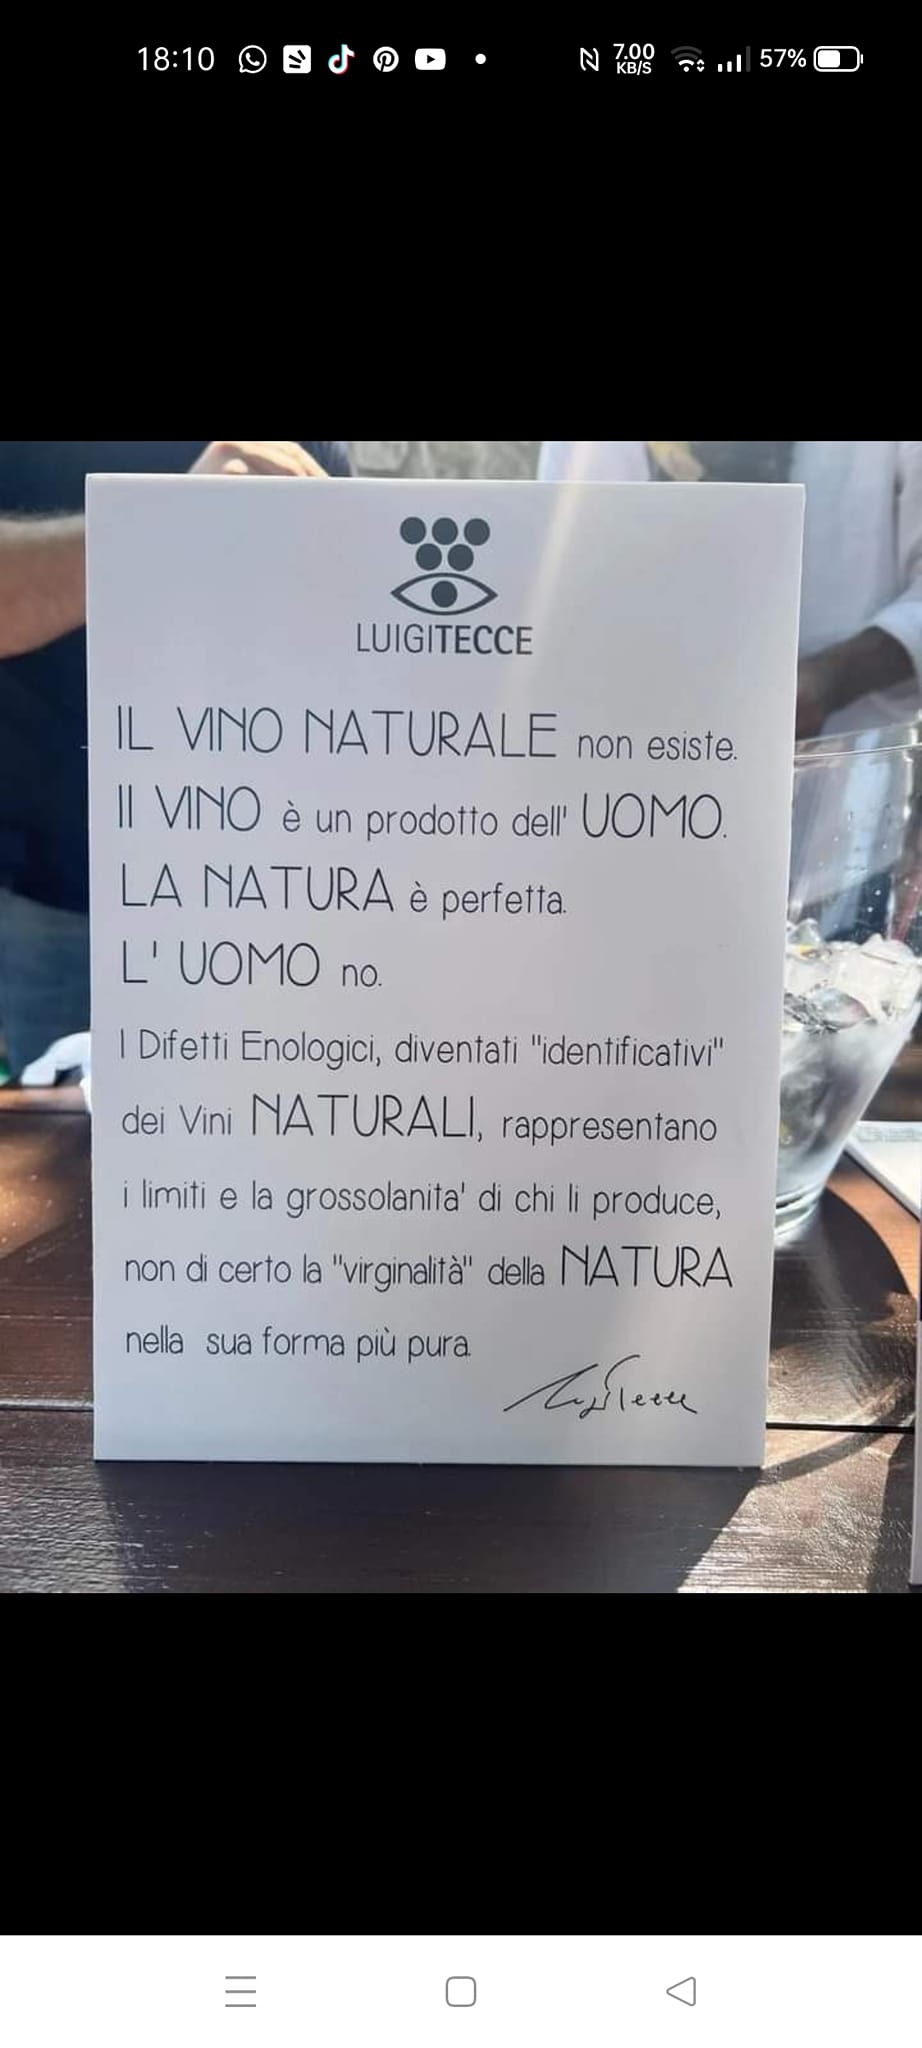 18:10
7.00
KB/S
57%
LUIGITECCE
IL VINO NATURALE non esiste.
Il VINO è un prodotto dell' UOMO.
LA NATURA è perfetta.
L' UOMO no.
I Difetti Enologici, diventati "identificativi"
dei Vini NATURALI, rappresentano
i limiti e la grossolanita' di chi li produce,
non di certo la "virginalità" della NATURA
nella sua forma più pura.